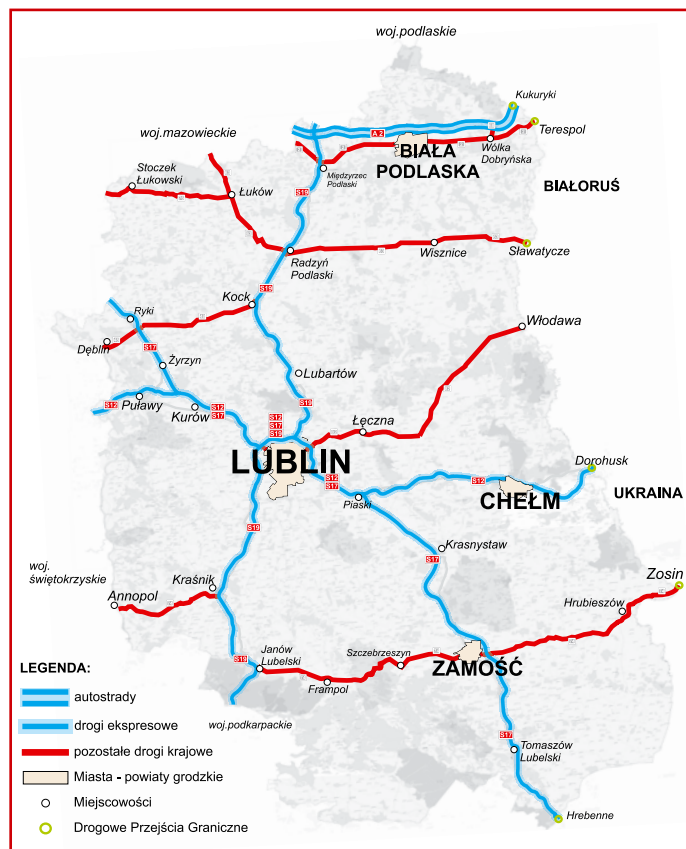 woj.podlaskie
Kukuryki
Terespol
woj.mazowieckie
A 2
BIAŁA
PODLASKA
Wólka
Dobryńska
Stoczek
Łukowski
Międzyrzec
Podlaski
BIAŁORUŚ
Łuków
S19
Radzyń
Podlaski
Wisznice
Sławatycze
S19
Kock
Ryki
Włodawa
Dęblin
S17
Żyrzyn
Lubartów
S12
Puławy
Kurów
S12
S17
S12
S17
S19
S19
Łęczna
LUBLIN
S12
S17
Piaski
S12
CHEŁM
Dorohusk
UKRAINA
S19
Krasnystaw
S17
woj.
świętokrzyskie
Annopol
Kraśnik
Zosin
Hrubieszów
S19
Janów
Lubelski
Szczebrzeszyn
ZAMOŚĆ
Frampol
woj.podkarpackie
S17
Tomaszów
Lubelski
Hrebenne
LEGENDA:
autostrady
drogi ekspresowe
pozostałe drogi krajowe
Miasta - powiaty grodzkie
Miejscowości
Drogowe Przejścia Graniczne